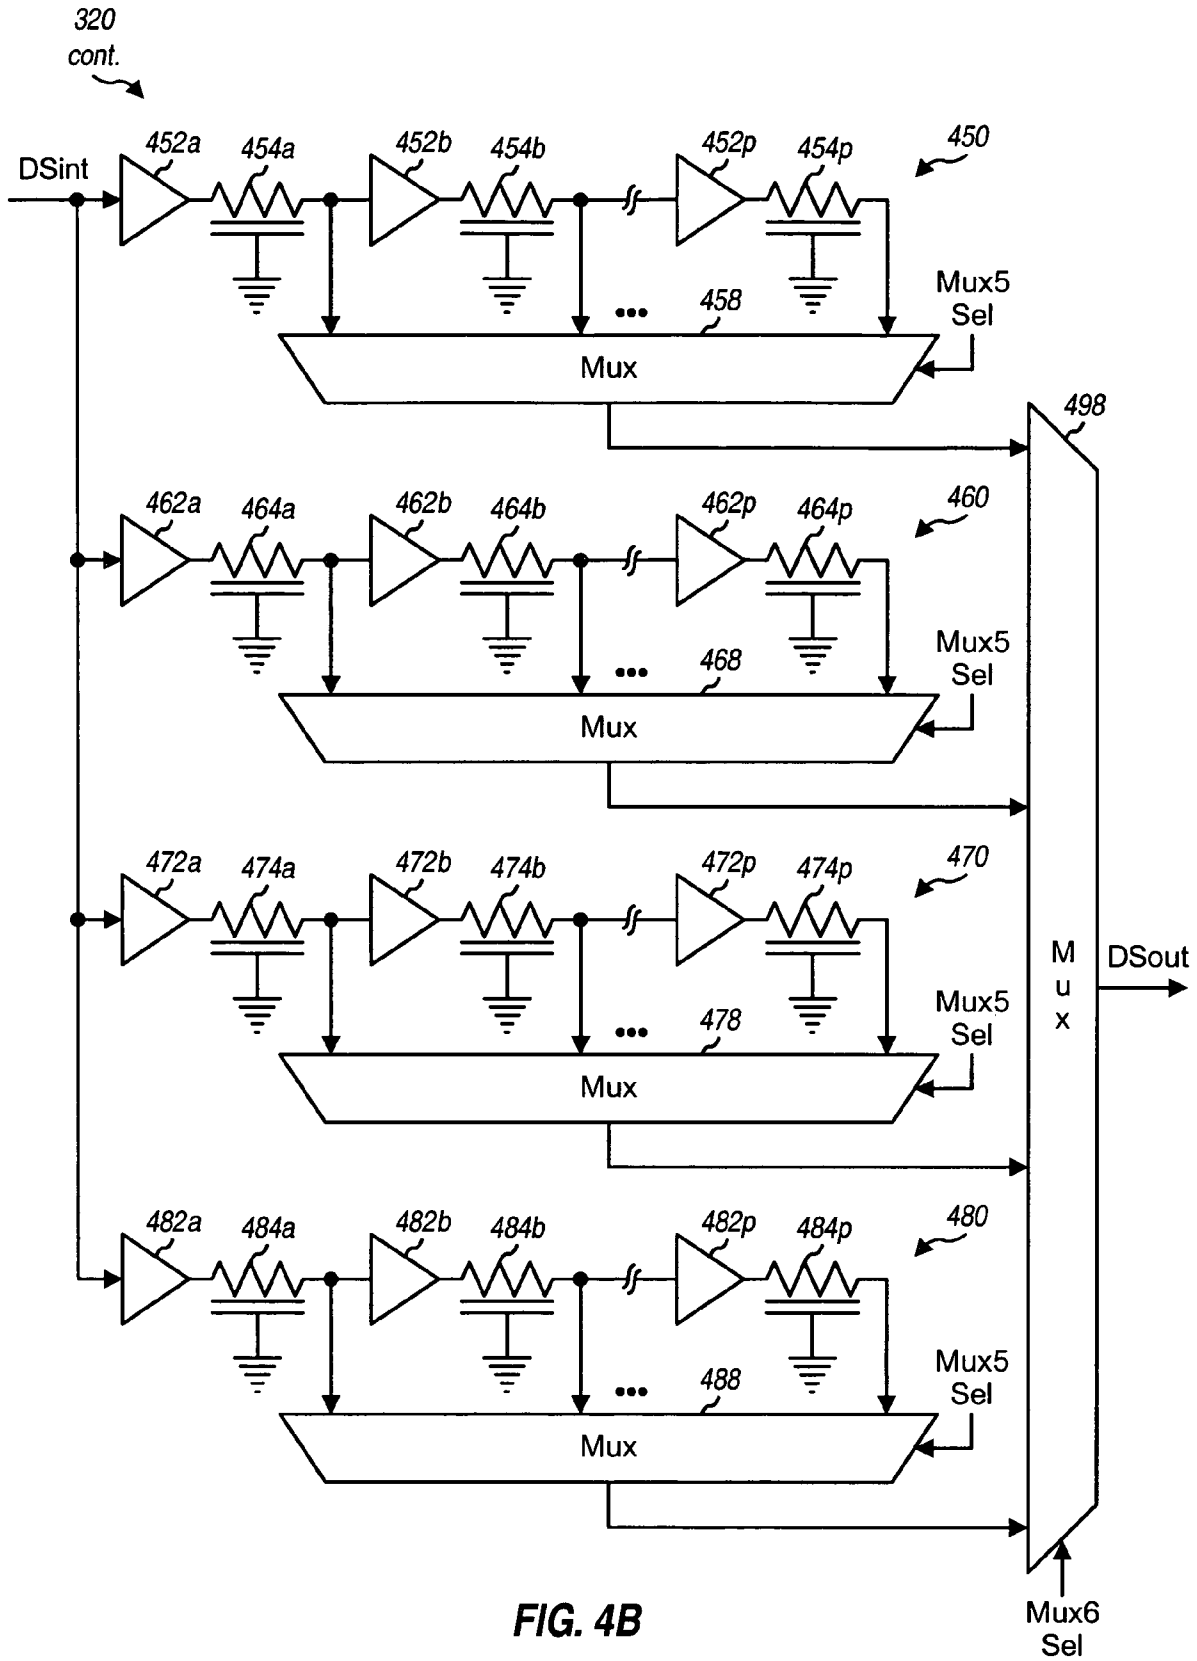 320
cont.
452a
454a
452b
454b
452p
454p
450
DSint
Mux5
Sel
458
Mux
498
462a
464a
462b
464b
462p
464p
460
Mux5
Sel
468
Mux
472a
474a
472b
474b
472p
474p
470
Mux
DSout
Mux5
Sel
478
Mux
482a
484a
482b
484b
482p
484p
480
Mux5
Sel
488
Mux
Mux6
Sel
FIG. 4B